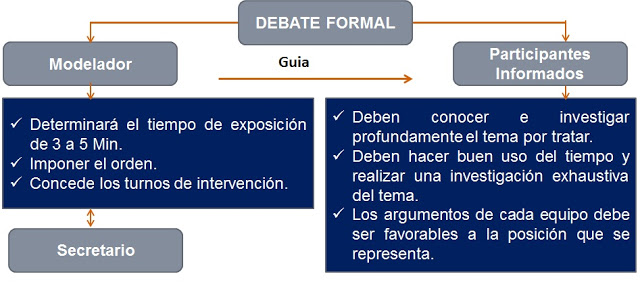 DEBATE FORMAL
Modelador
Guia
Participantes
Informados
✓ Determinará el tiempo de exposición
de 3 a 5 Min.
✓ Imponer el orden.
✓ Concede los turnos de intervención.
✓ Deben conocer e investigar
profundamente el tema por tratar.
✓ Deben hacer buen uso del tiempo y
realizar una investigación exhaustiva
del tema.
✓ Los argumentos de cada equipo debe
ser favorables a la posición que se
representa.
Secretario